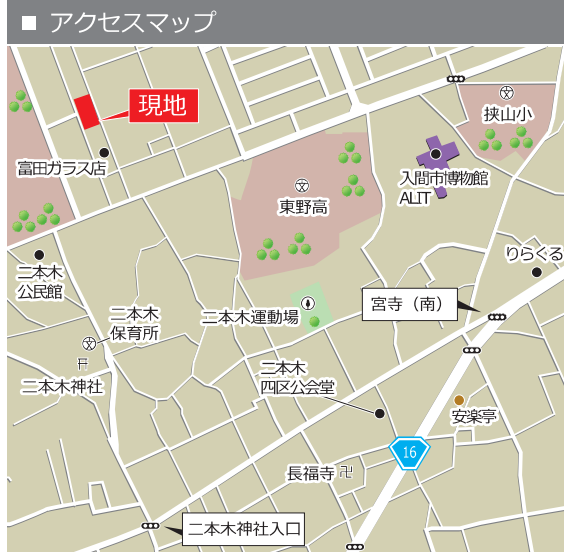 ■ アクセスマップ
現地
狭山小
富田ガラス店
入間市博物館
ALIT
東野高
りらくる
二本木
公民館
宮寺（南）
二本木
保育所
二本木運動場
二本木神社
二本木
四区公会堂
安楽亭
16
長福寺
二本木神社入口